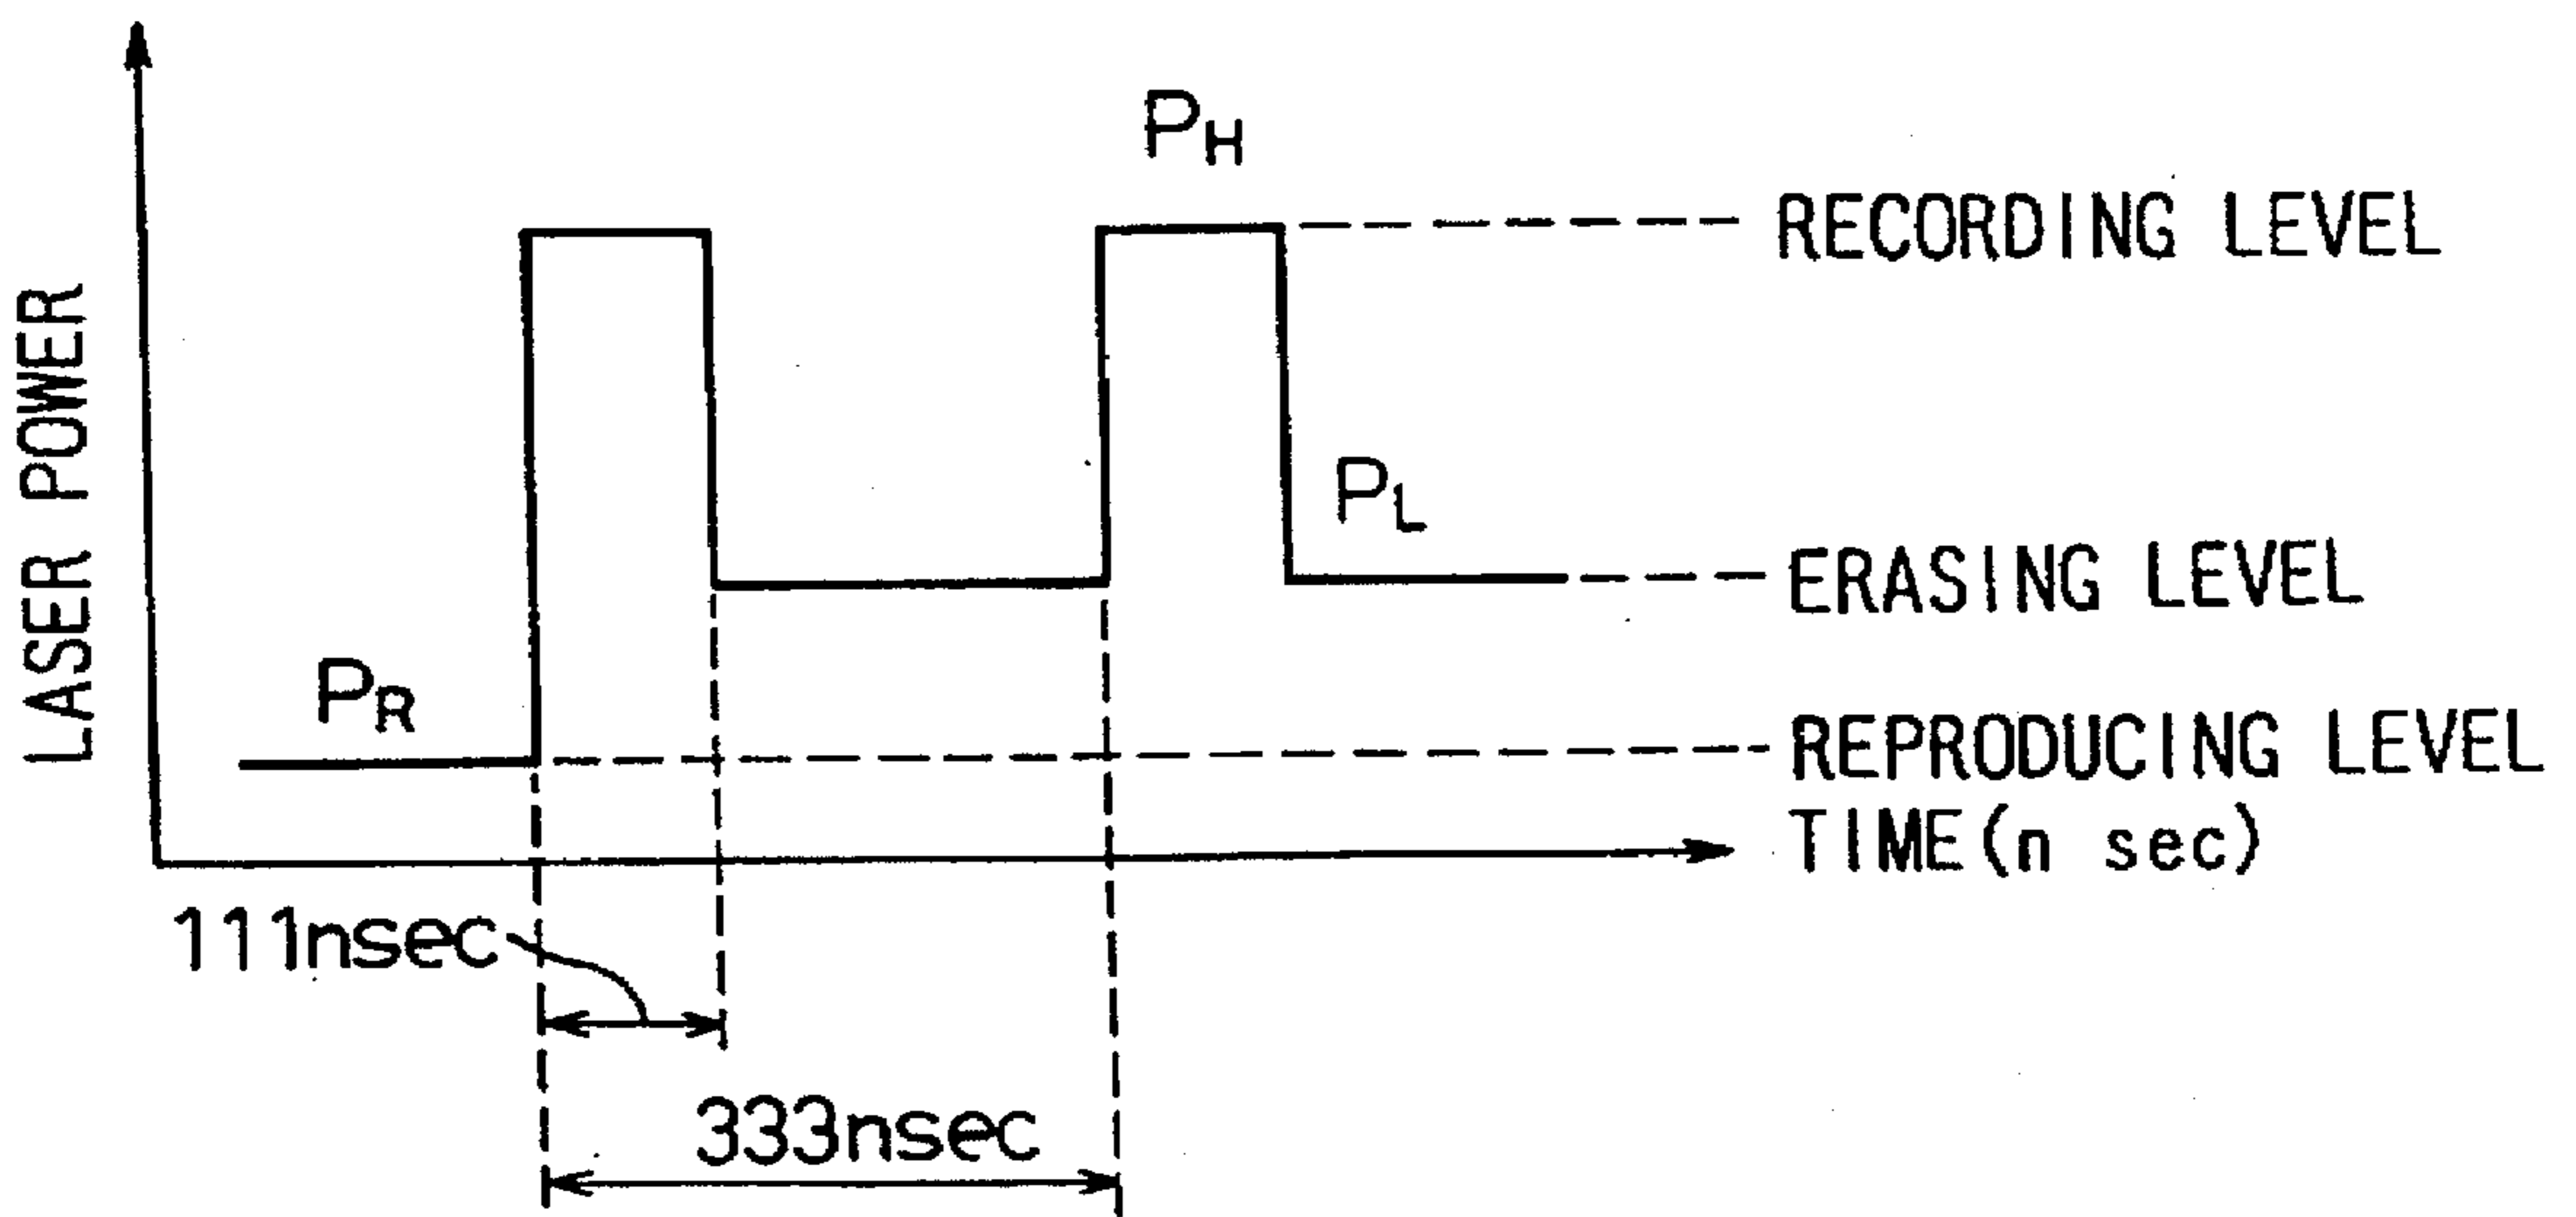 LASER POWER
PH
RECORDING LEVEL
PL
ERASING LEVEL
PR
REPRODUCING LEVEL
TIME(n sec)
111nsec
333nsec